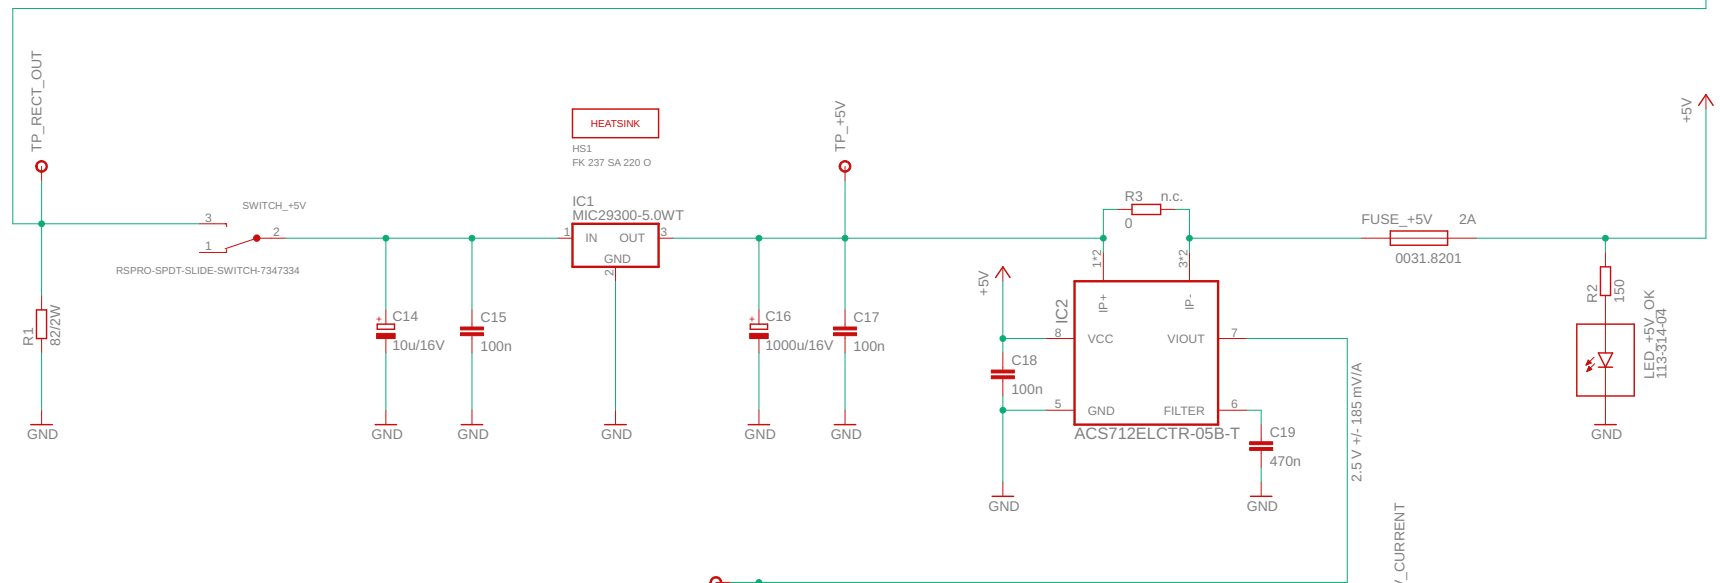 TP_RECT_OUT
HEATSINK
HS1
FK 237 SA 220 O
TP_+5V
+5V
SWITCH_+5V
3
2
1
RSPRO-SPDT-SLIDE-SWITCH-7347334
IC1
MIC29300-5.0WT
1
IN
OUT
3
GND
2
R3
n.c.
0
FUSE_+5V
2A
0031.8201
1*2
3*2
+5V
IC2
IP+
IP-
8
VCC
VIOUT
7
5
GND
FILTER
6
ACS712ELCTR-05B-T
R1
82/2W
+
C14
10u/16V
C15
100n
+
C16
1000u/16V
C17
100n
C18
100n
C19
470n
R2
150
LED_+5V_OK
113-314-04
2.5 V +/- 185 mV/A
GND
GND
GND
GND
GND
GND
GND
GND
GND
_CURRENT